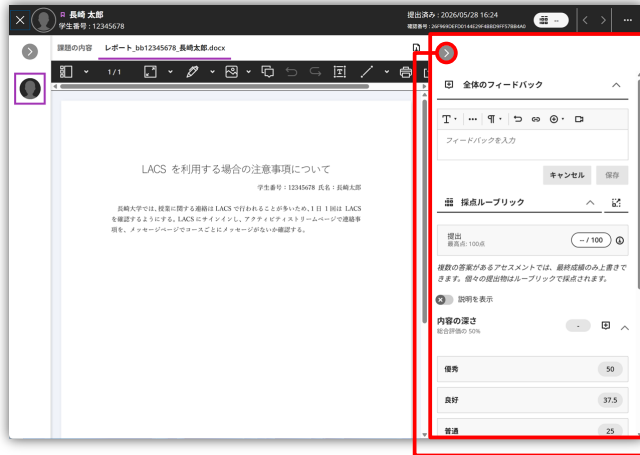 長崎 太郎
学生番号 : 12345678
提出済み : 2026/05/28 16:24
--
課題の内容
レポート_bb12345678_長崎太郎.docx
1/1
LACS を利用する場合の注意事項について
学生番号：12345678 氏名：長崎太郎
長崎大学では、授業に関する連絡は LACS で行われることが多いため、1 日 1 回は LACS
を確認するようにする。LACS にサインインし、アクティビティストリームページで連絡事
項を、メッセージページでコースごとにメッセージがないか確認する。
全体のフィードバック
フィードバックを入力
キャンセル
保存
採点ルーブリック
提出
最高点: 100点
-- / 100
複数の答案があるアセスメントでは、最終成績のみ上書きで
きます。個々の提出物はルーブリックで採点されます。
説明を表示
内容の深さ
総合評価の 50%
-
優秀
50
良好
37.5
普通
25